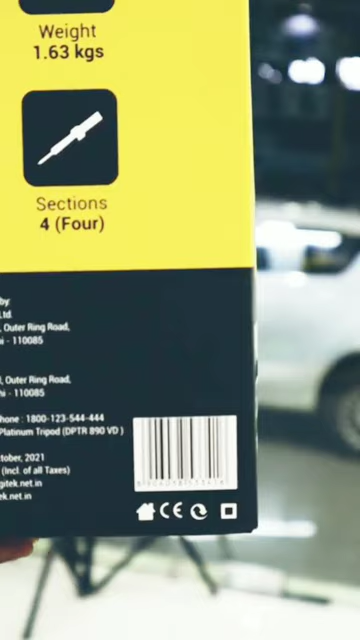 Weight
1.63 kgs
Sections
4 (Four)
by:
Ltd.
, Outer Ring Road,
i - 110085
, Outer Ring Road,
i - 110085
hone : 1800-123-544-444
Platinum Tripod (DPTR 890 VD )
tober, 2021
(Incl. of all Taxes)
gitek.net.in
ek.net.in
CE